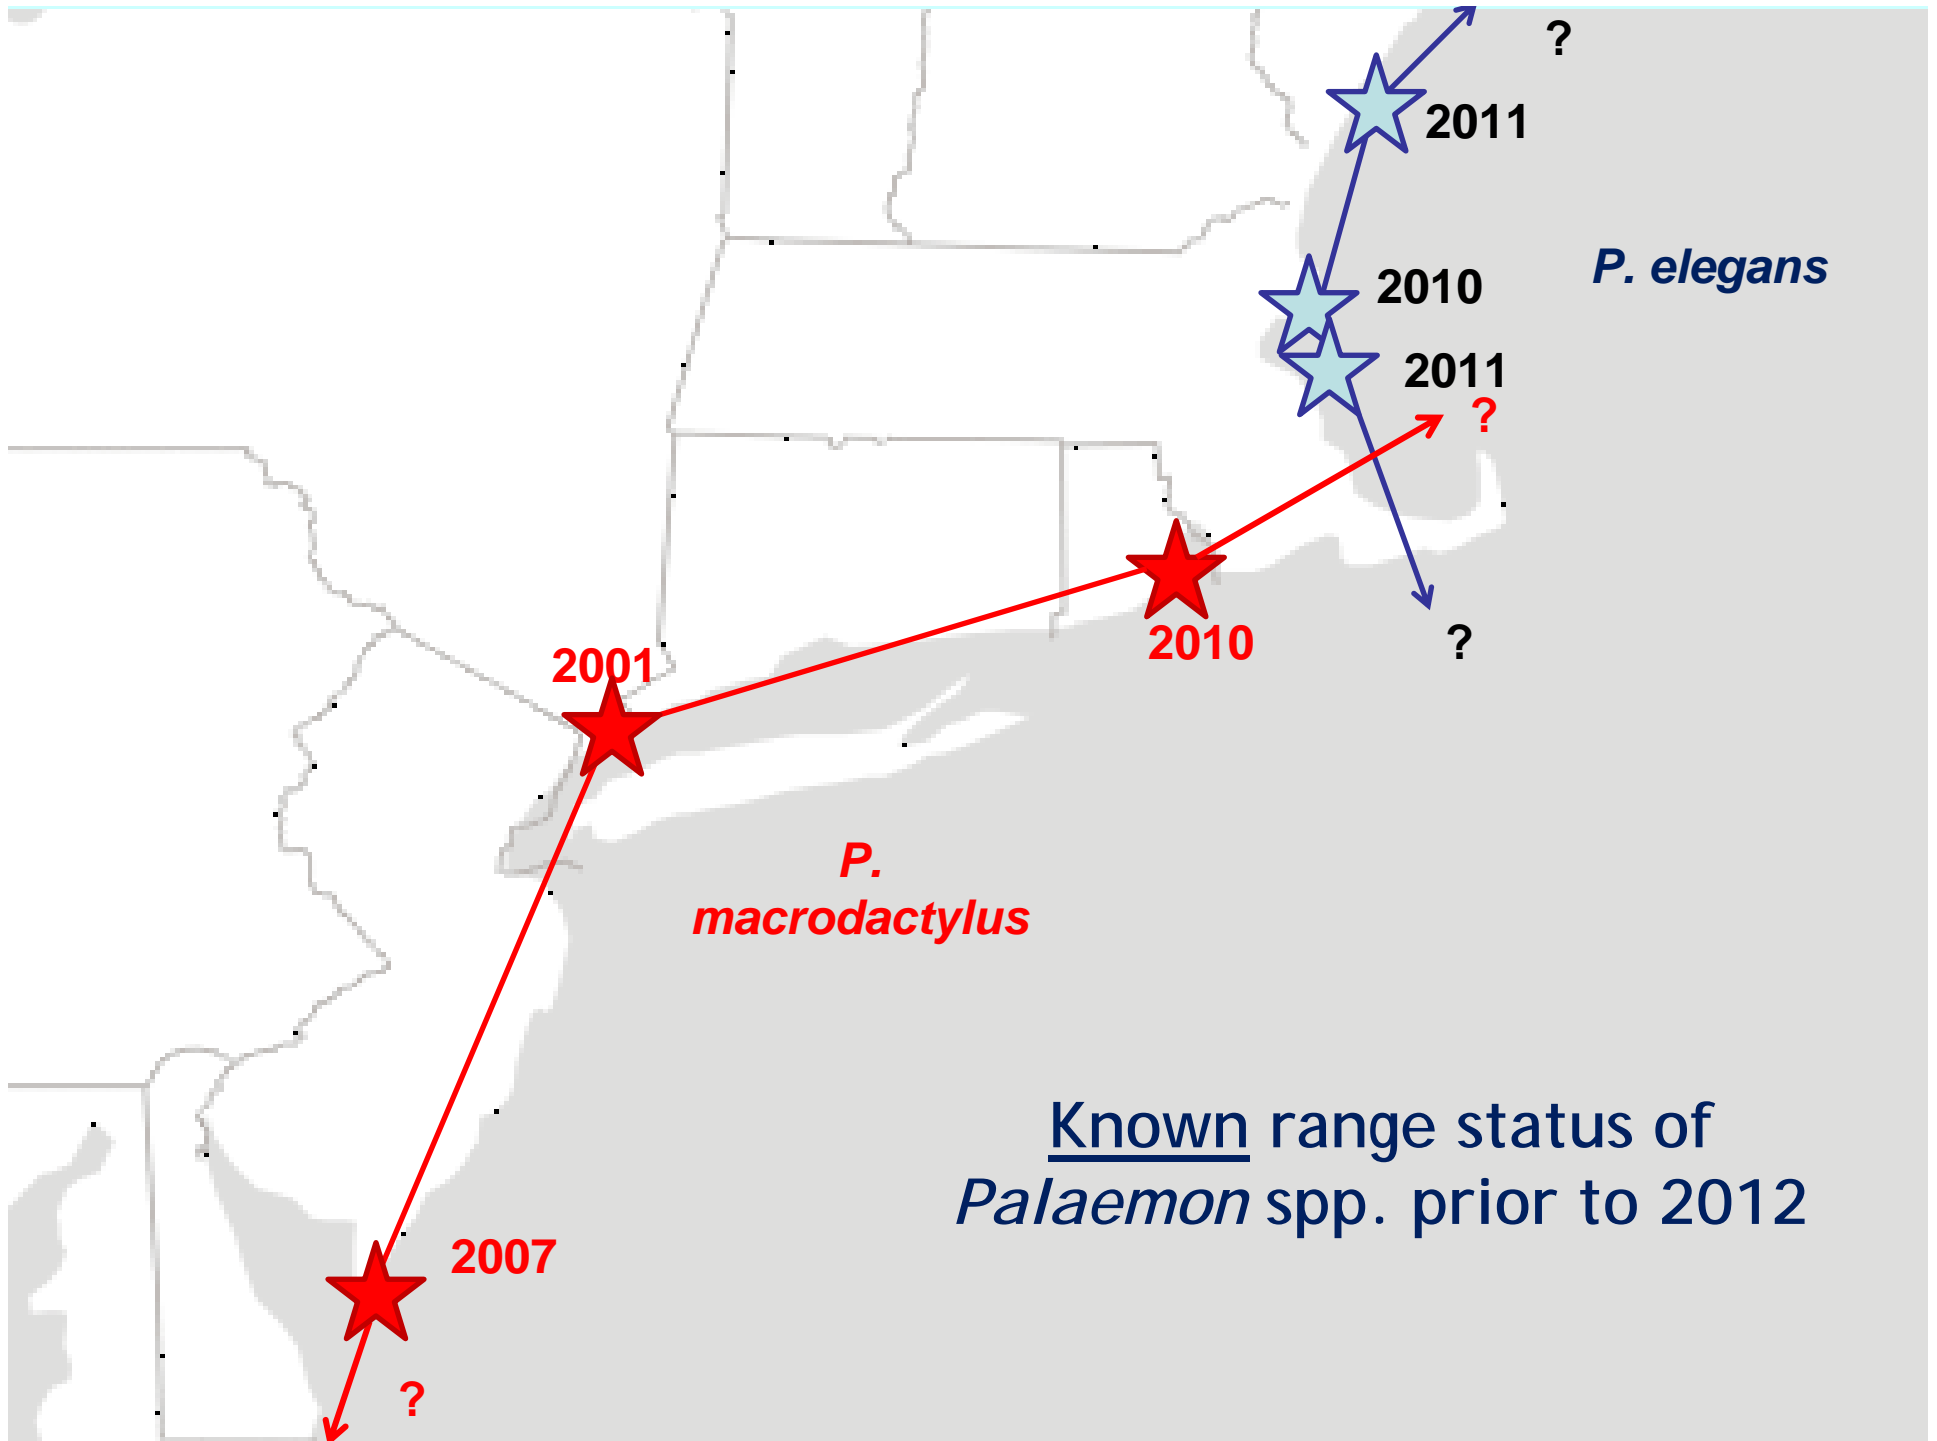 ?
2011
P. elegans
2010
2011
?
2010
?
2001
P.
macrodactylus
Known range status of
Palaemon spp. prior to 2012
2007
?